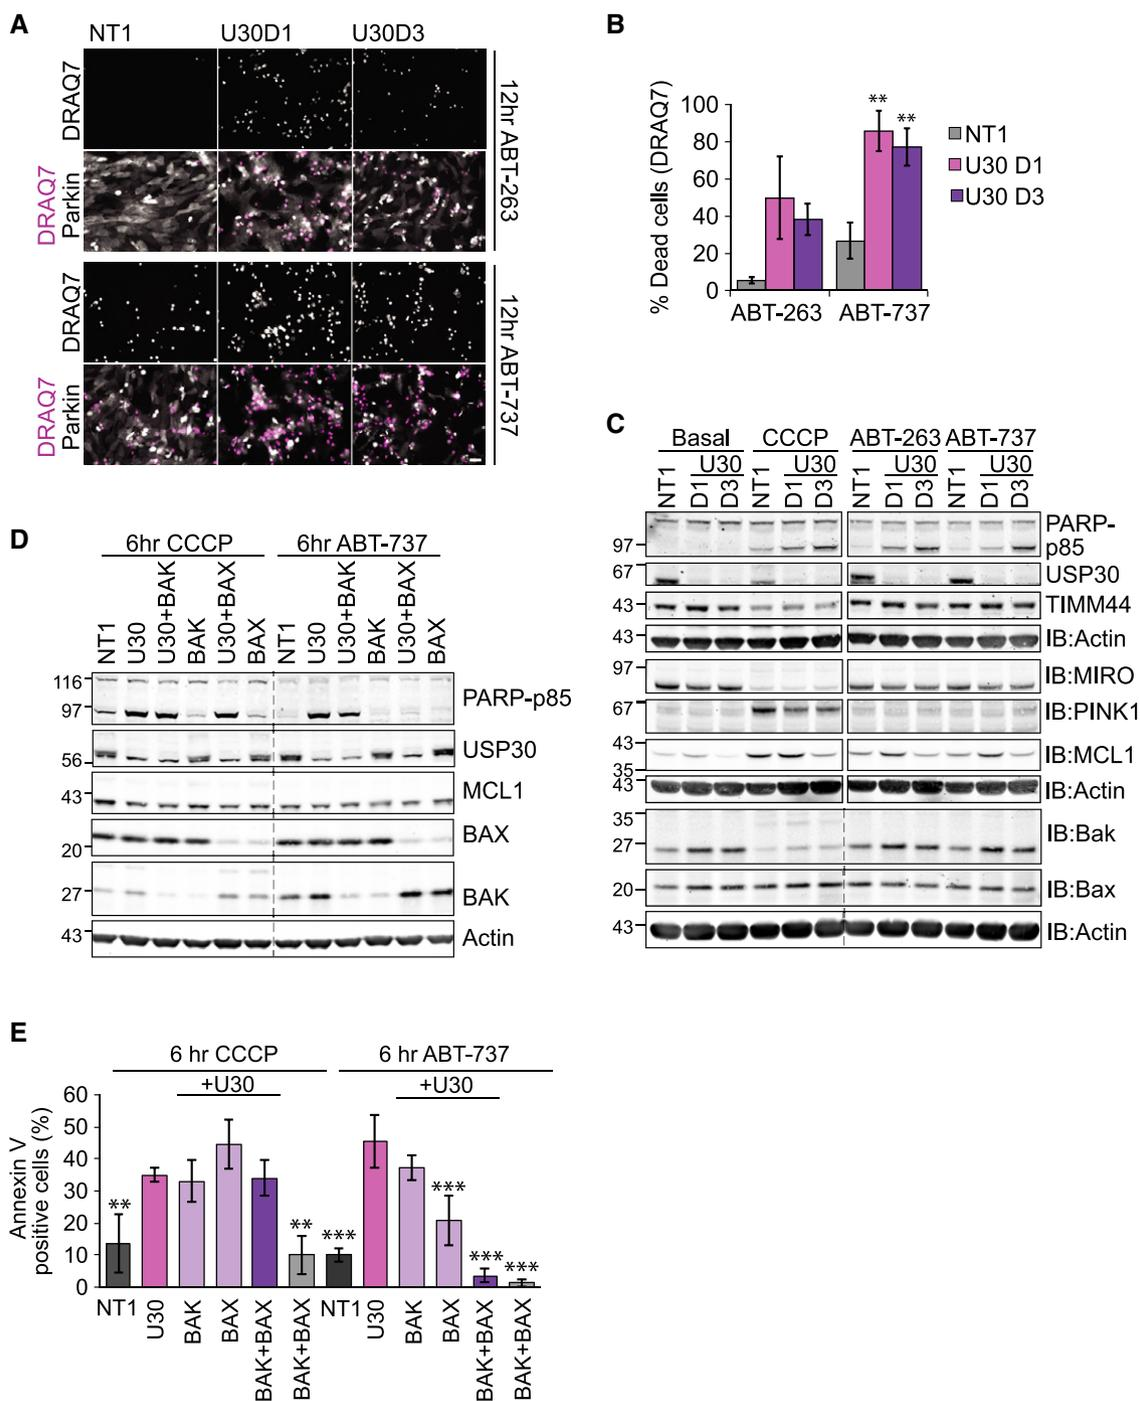 A
NT1 U30D1 U30D3
DRAQ7
DRAQ7
Parkin
12hr ABT-263
DRAQ7
DRAQ7
Parkin
12hr ABT-737
B
% Dead cells (DRAQ7)
100
80
60
40
20
0
** **
ABT-263 ABT-737
NT1
U30 D1
U30 D3
C
Basal CCCP ABT-263 ABT-737
U30 U30 U30 U30
NT1 D1 D3 NT1 D1 D3 NT1 D1 D3 NT1 D1 D3
97 PARP-p85
67 USP30
43 TIMM44
43 IB:Actin
97 IB:MIRO
67 IB:PINK1
43 IB:MCL1
35
43 IB:Actin
35 IB:Bak
27
20 IB:Bax
43 IB:Actin
D
6hr CCCP 6hr ABT-737
NT1 U30 U30+BAK BAK U30+BAX BAX NT1 U30 U30+BAK BAK U30+BAX BAX
116 PARP-p85
97
USP30
56
43 MCL1
BAX
20
27 BAK
43 Actin
E
6 hr CCCP 6 hr ABT-737
+U30 +U30
Annexin V
positive cells (%)
60
50
40
30
20
10
0
** ** *** *** *** ***
NT1 U30 BAK BAX BAK+BAX BAK+BAX NT1 U30 BAK BAX BAK+BAX BAK+BAX